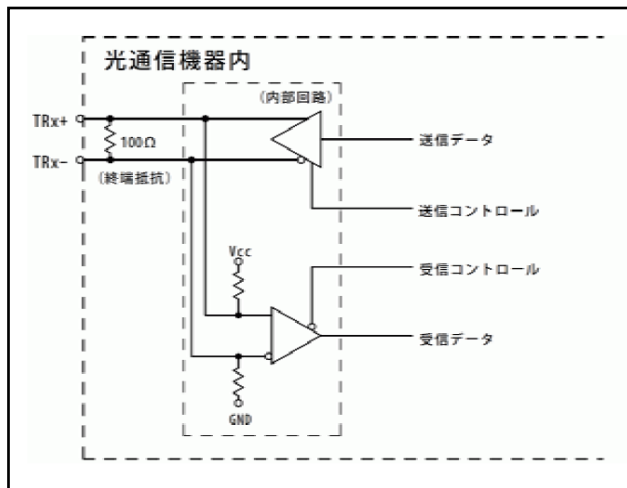 光通信機器内
(内部回路)
TRx+
100Ω
送信データ
TRx−
(終端抵抗)
送信コントロール
Vcc
受信コントロール
受信データ
GND